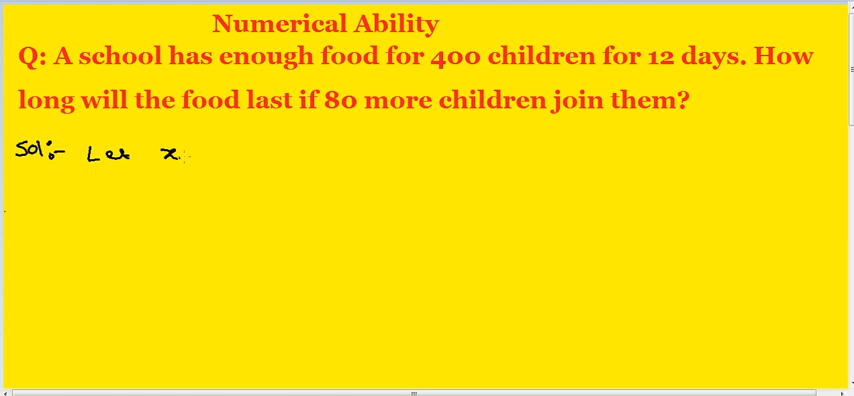 Numerical Ability
Q: A school has enough food for 400 children for 12 days. How
long will the food last if 80 more children join them?
Sol:- Let x